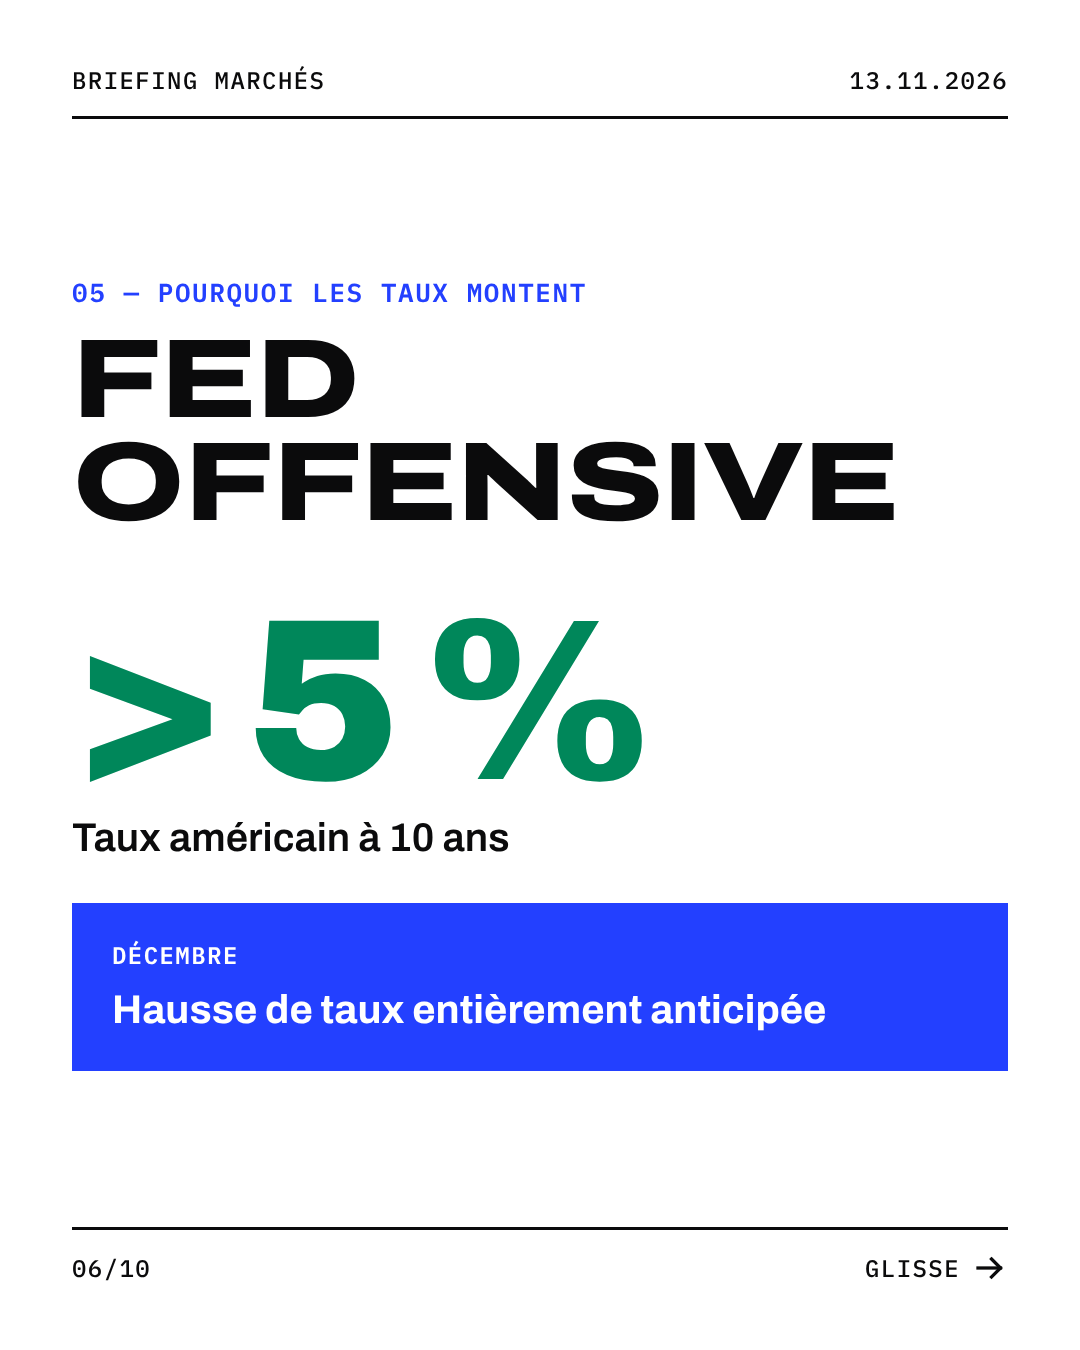 BRIEFING MARCHÉS
13.11.2026
05 — POURQUOI LES TAUX MONTENT
FED
OFFENSIVE
> 5 %
Taux américain à 10 ans
DÉCEMBRE
Hausse de taux entièrement anticipée
06/10
GLISSE →